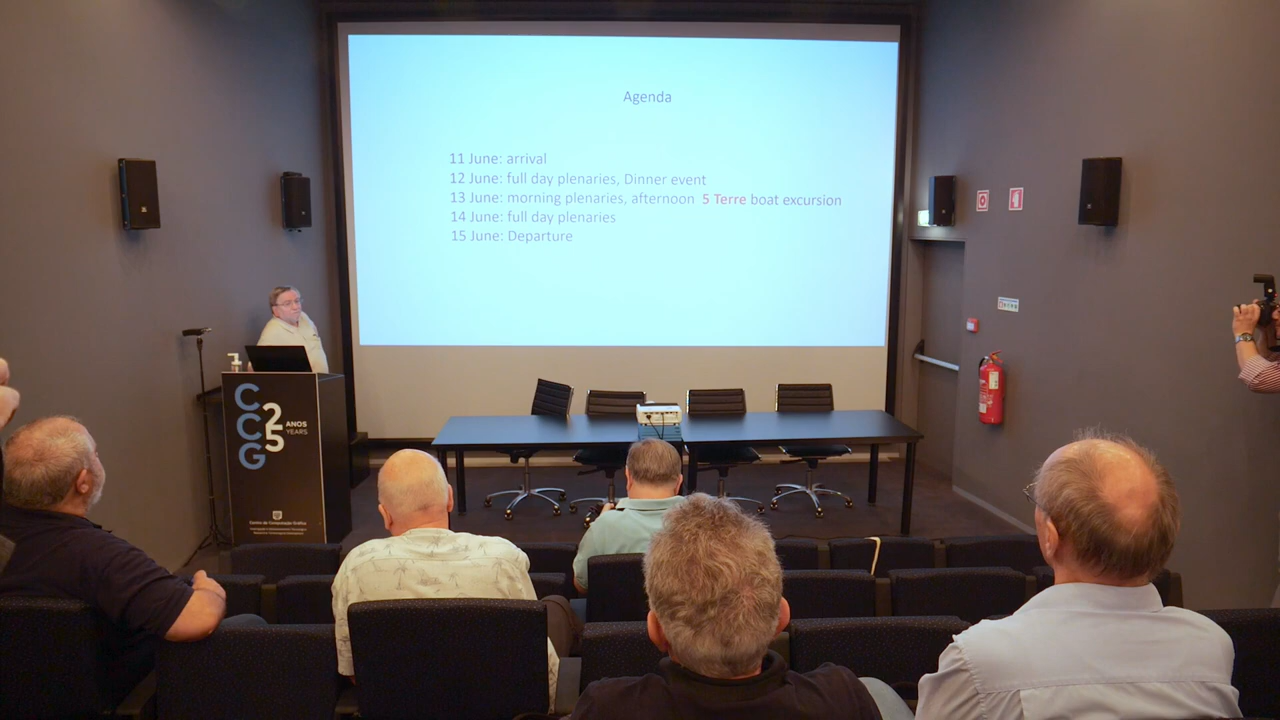 Agenda
11 June: arrival
12 June: full day plenaries, Dinner event
13 June: morning plenaries, afternoon 5 Terre boat excursion
14 June: full day plenaries
15 June: Departure
CCG
25
ANOS
YEARS
Centro de Computação Gráfica